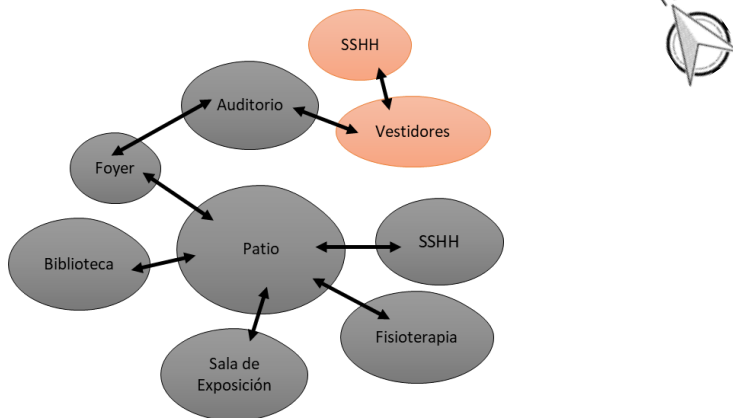 SSHH
Auditorio
Vestidores
Foyer
Patio
SSHH
Biblioteca
Fisioterapia
Sala de
Exposición